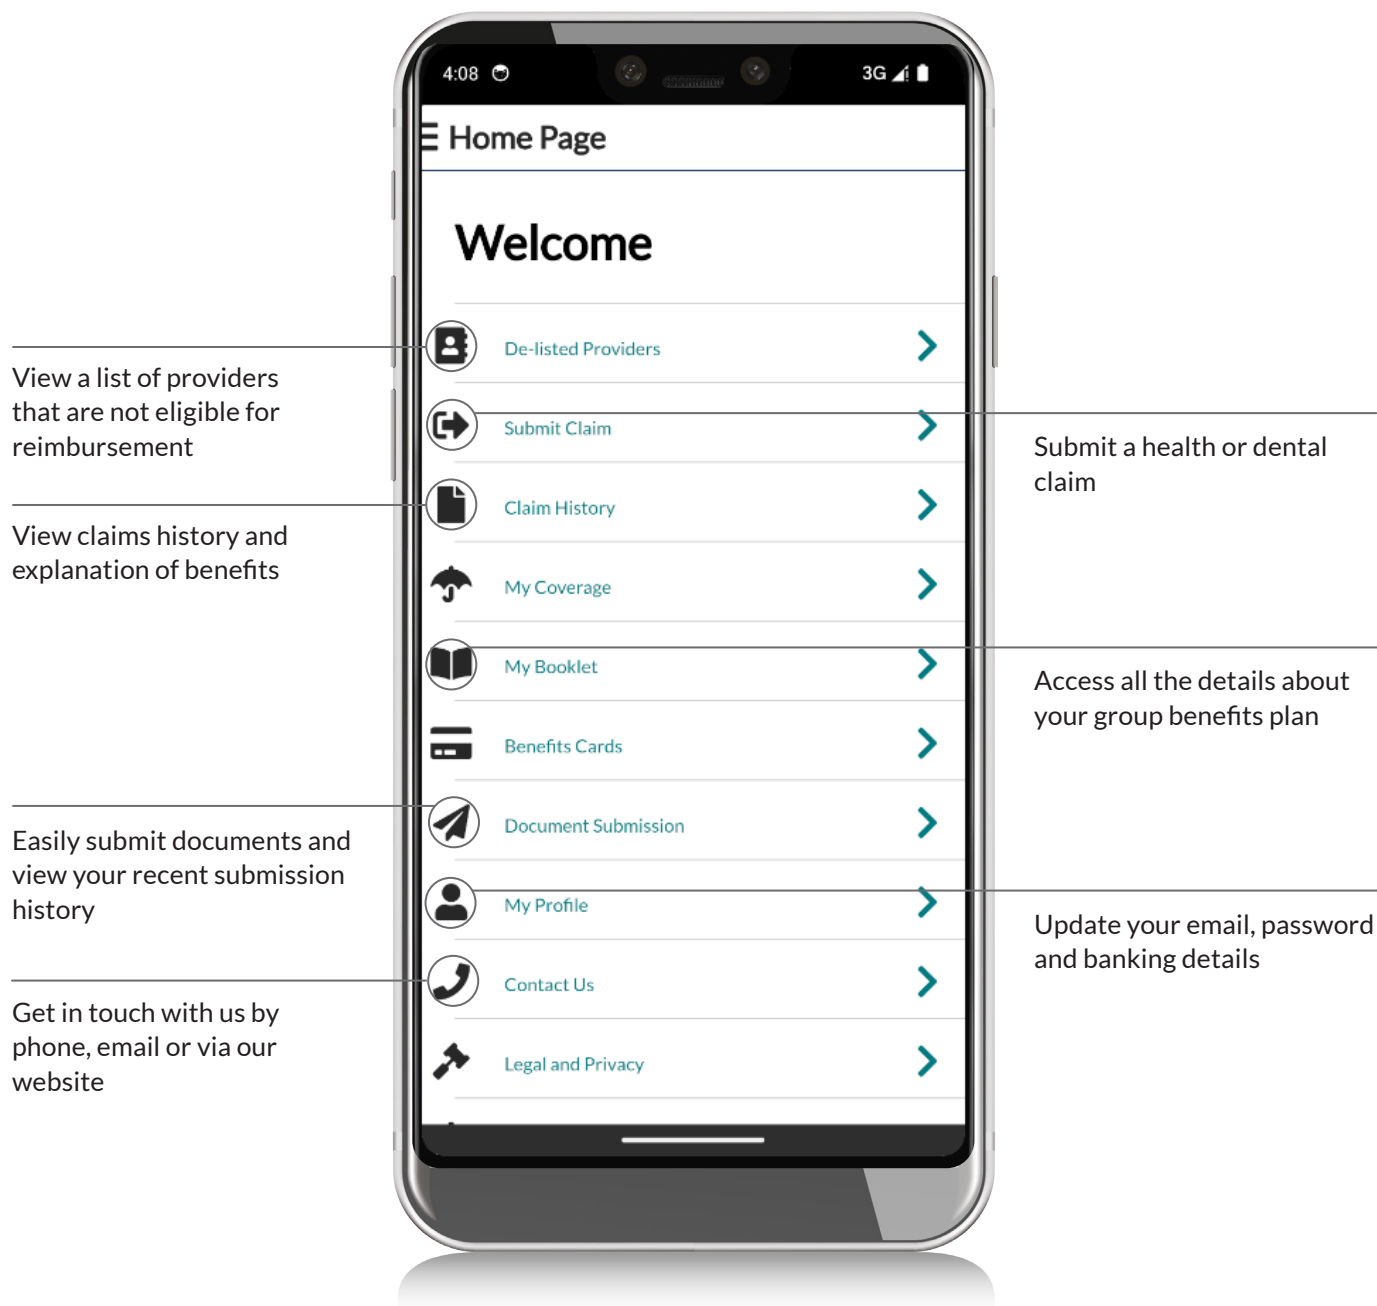 4:08
3G
Home Page
Welcome
De-listed Providers
Submit Claim
Claim History
My Coverage
My Booklet
Benefits Cards
Document Submission
My Profile
Contact Us
Legal and Privacy
View a list of providers
that are not eligible for
reimbursement
View claims history and
explanation of benefits
Easily submit documents and
view your recent submission
history
Get in touch with us by
phone, email or via our
website
Submit a health or dental
claim
Access all the details about
your group benefits plan
Update your email, password
and banking details